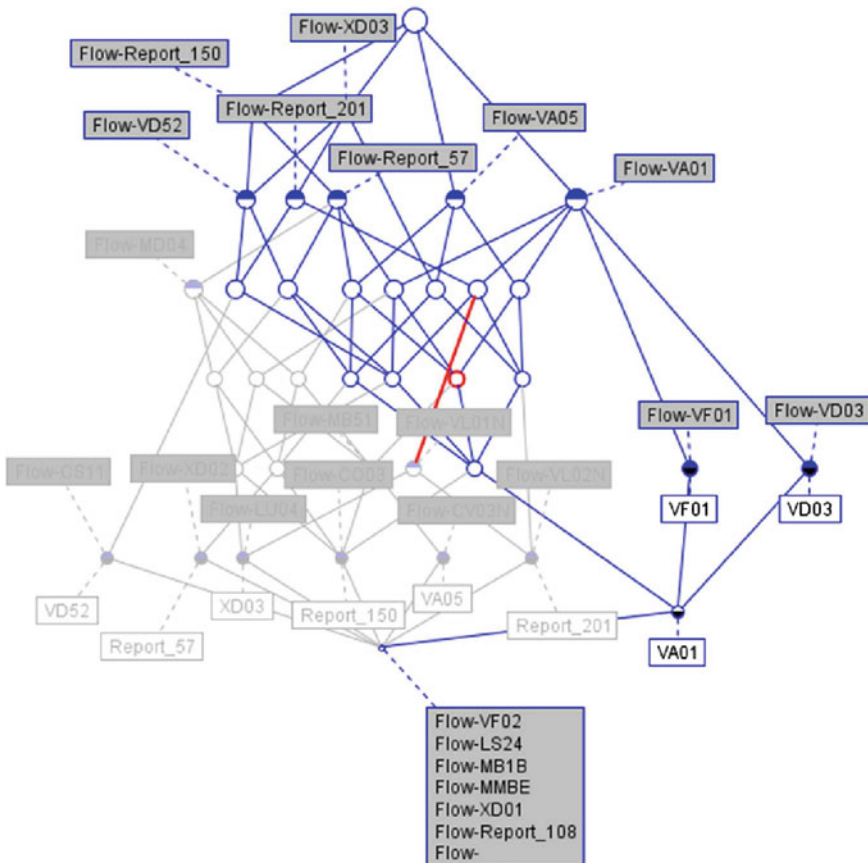 Flow-XD03
Flow-Report_150
Flow-Report_201
Flow-VA05
Flow-VD52
Flow-Report_57
Flow-VA01
Flow-MD04
Flow-VD03
Flow-VF01
Flow-MB51
Flow-VL01N
Flow-CS11
Flow-XD02
Flow-CO03
Flow-VL02N
Flow-LU04
Flow-CV03N
VF01
VD03
VD52
XD03
Report_150
VA05
Report_201
Report_57
VA01
Flow-VF02
Flow-LS24
Flow-MB1B
Flow-MMBE
Flow-XD01
Flow-Report_108
Flow-